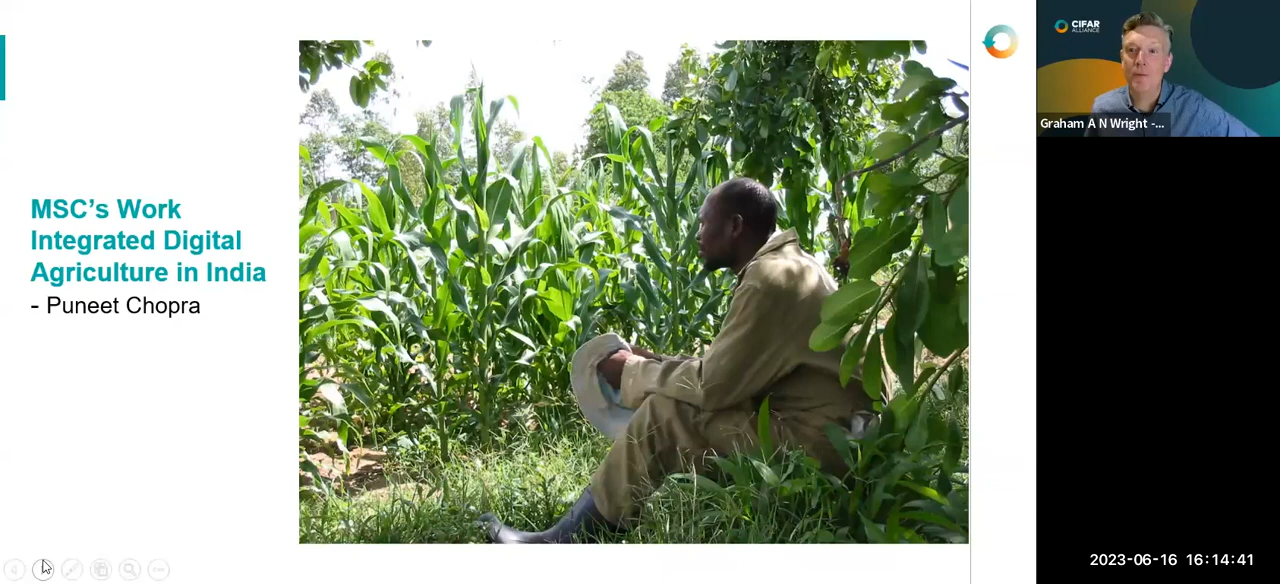 MSC’s Work
Integrated Digital
Agriculture in India
- Puneet Chopra
CIFAR
ALLIANCE
Graham A N Wright -...
2023-06-16 16:14:41